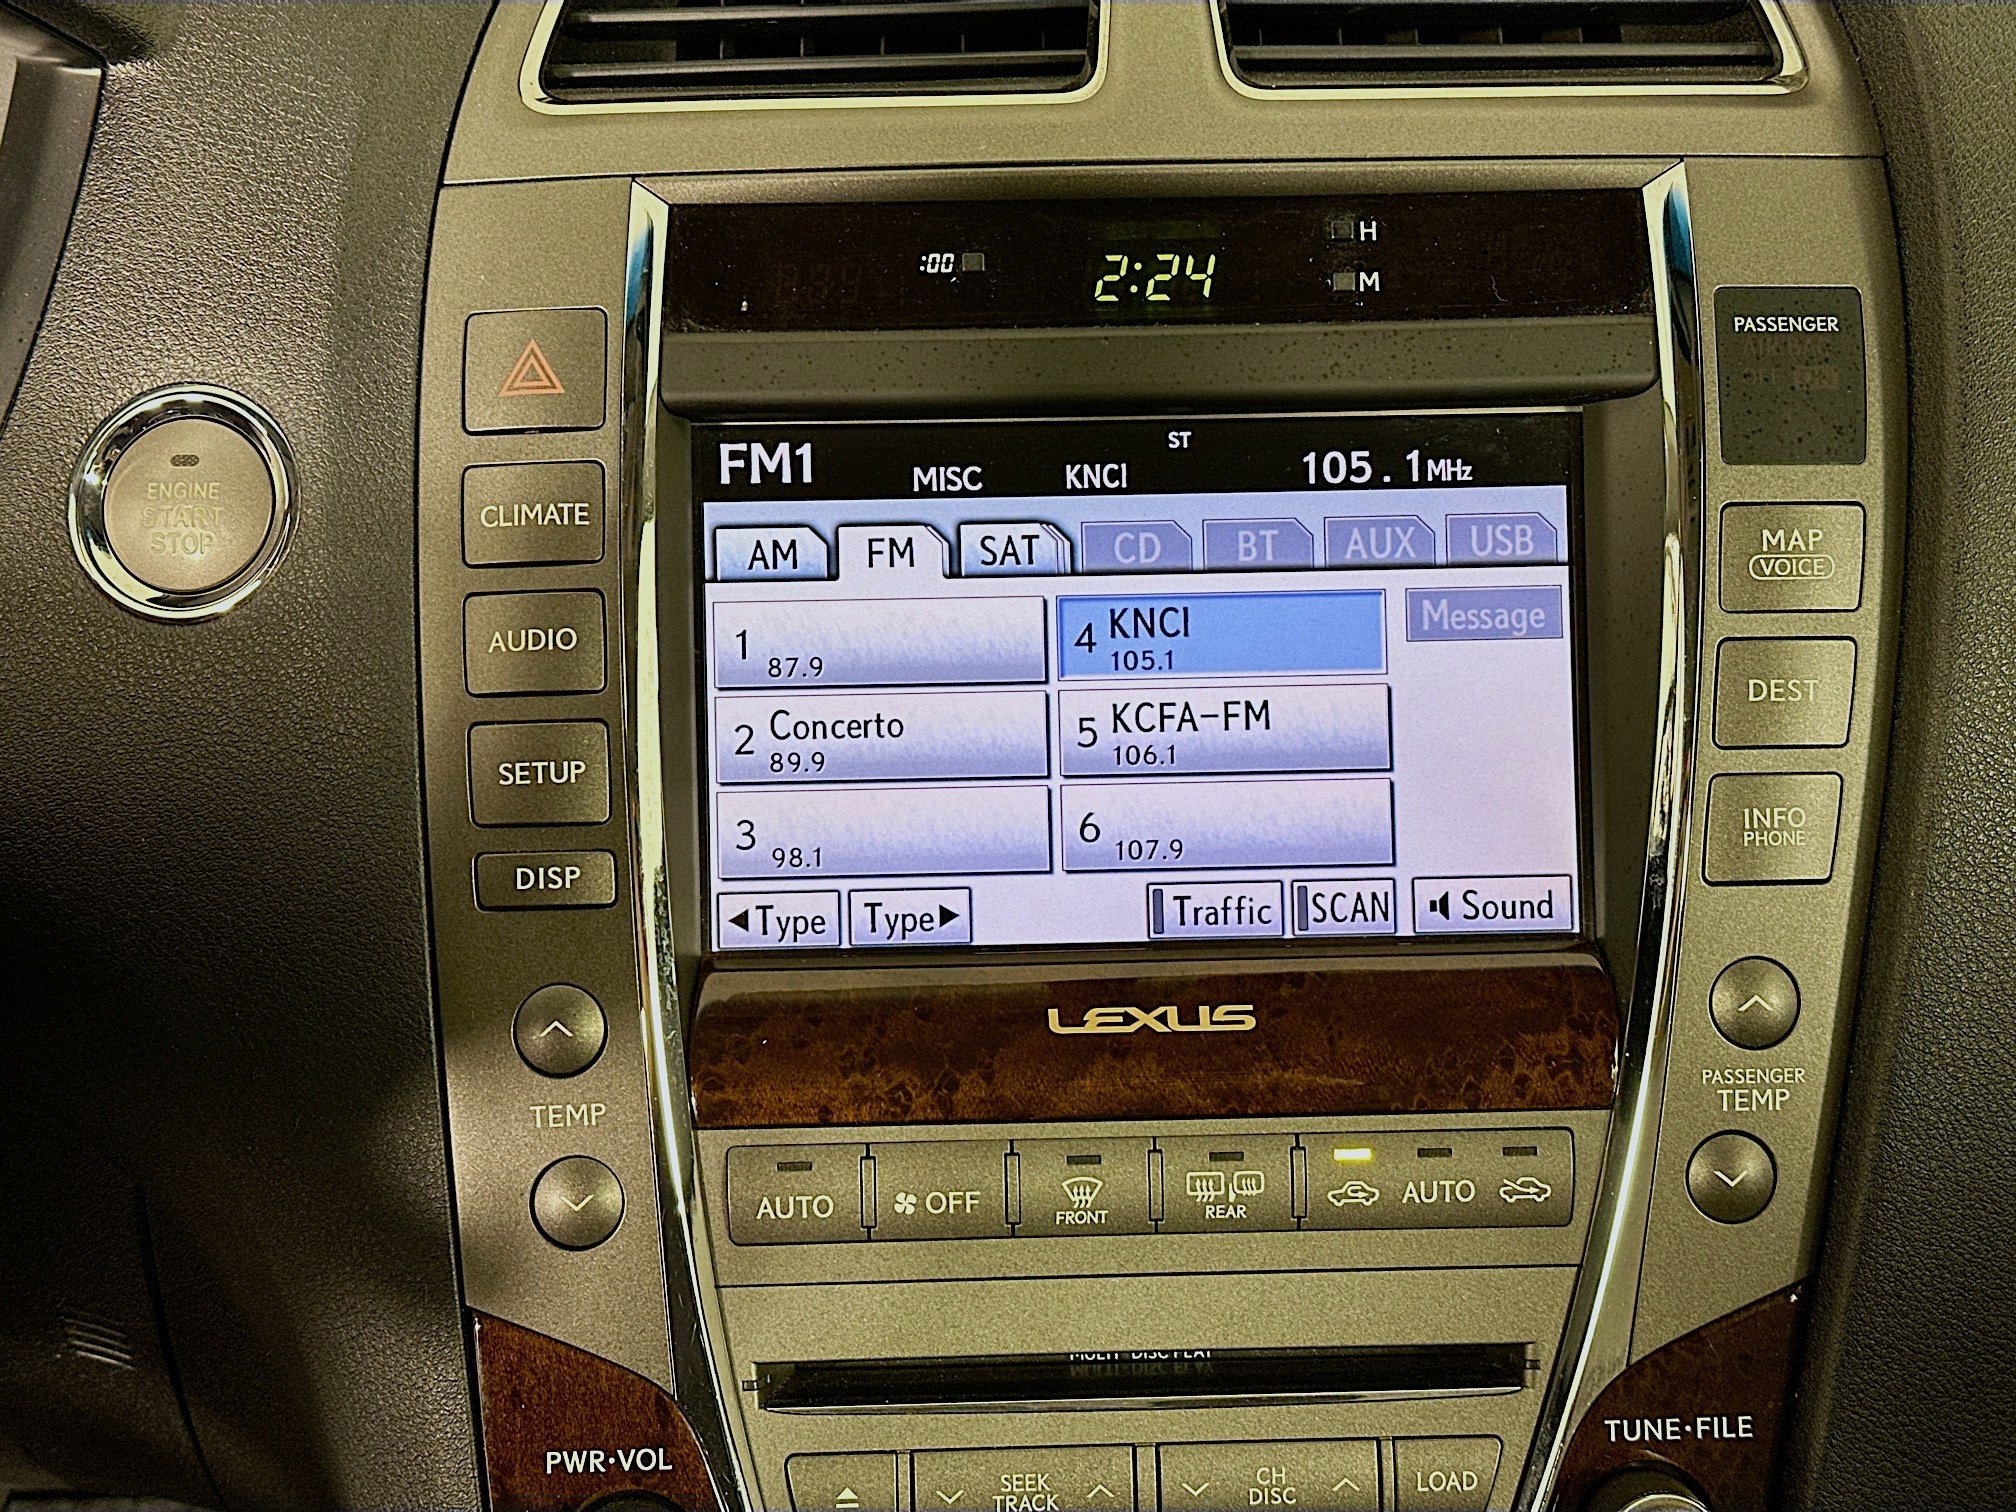 :00
2:24
H
M
PASSENGER
ENGINE
START
STOP
CLIMATE
AUDIO
SETUP
DISP
TEMP
FM1 MISC KNCI ST 105.1MHz
AM FM SAT CD BT AUX USB
1 87.9
2 Concerto
89.9
3 98.1
4 KNCI
105.1
5 KCFA-FM
106.1
6 107.9
Message
◀Type Type▶ Traffic SCAN Sound
MAP
VOICE
DEST
INFO
PHONE
PASSENGER
TEMP
LEXUS
AUTO
OFF
FRONT
REAR
AUTO
PWR·VOL
TUNE·FILE
SEEK
TRACK
CH
DISC
LOAD